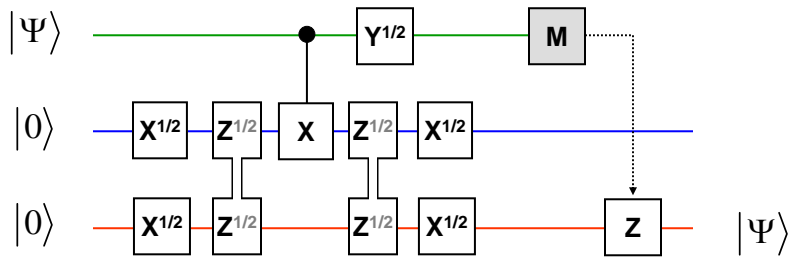 |Ψ⟩ Y1/2 M
|0⟩ X1/2 Z1/2 X Z1/2 X1/2
|0⟩ X1/2 Z1/2 Z1/2 X1/2 Z |Ψ⟩